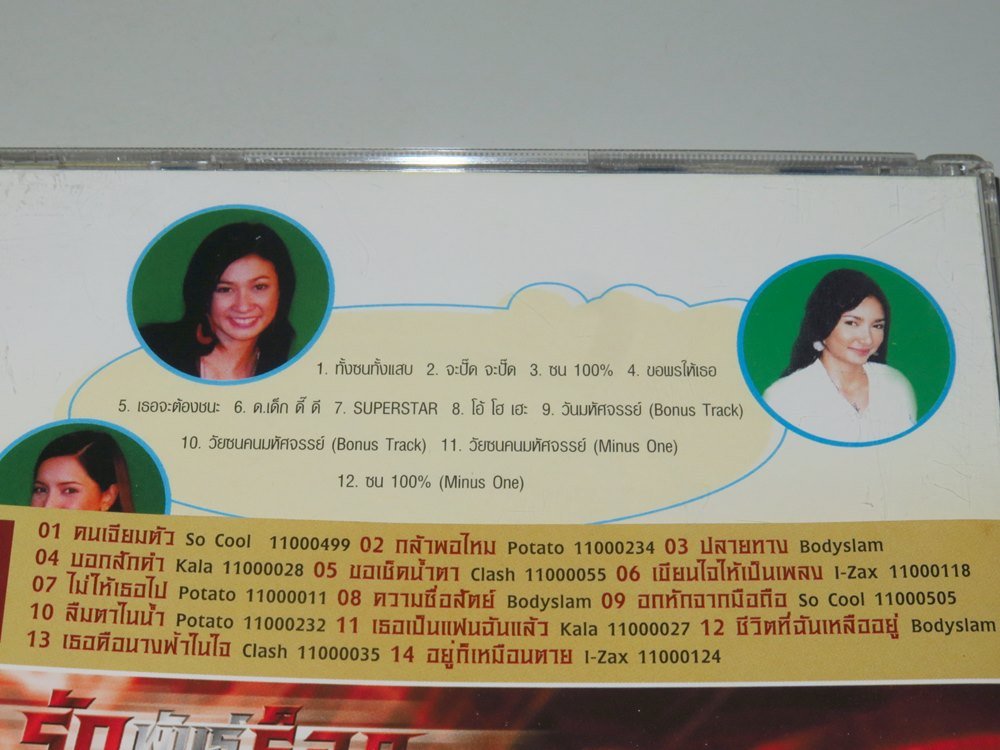 1. ทั้งซนทั้งแสบ 2. จะปั๊ด จะปั๊ด 3. ซน 100% 4. ขอพรให้เธอ
5. เธอจะต้องชนะ 6. ด.เด็ก ดี๊ ดี 7. SUPERSTAR 8. โอ้ โฮ เฮะ 9. วันมหัศจรรย์ (Bonus Track)
10. วัยซนคนมหัศจรรย์ (Bonus Track) 11. วัยซนคนมหัศจรรย์ (Minus One)
12. ซน 100% (Minus One)
01 คนเจียมตัว So Cool 11000499 02 กล้าพอไหม Potato 11000234 03 ปลายทาง Bodyslam
04 บอกสักคำ Kala 11000028 05 ขอเช็ดน้ำตา Clash 11000055 06 เขียนใจให้เป็นเพลง I-Zax 11000118
07 ไม่ให้เธอไป Potato 11000011 08 ความซื่อสัตย์ Bodyslam 09 อกหักจากมือถือ So Cool 11000505
10 ลืมตาในน้ำ Potato 11000232 11 เธอเป็นแฟนฉันแล้ว Kala 11000027 12 ชีวิตที่ฉันเหลืออยู่ Bodyslam
13 เธอคือนางฟ้าในใจ Clash 11000035 14 อยู่ก็เหมือนตาย I-Zax 11000124
รักพันธุ์ร็อค